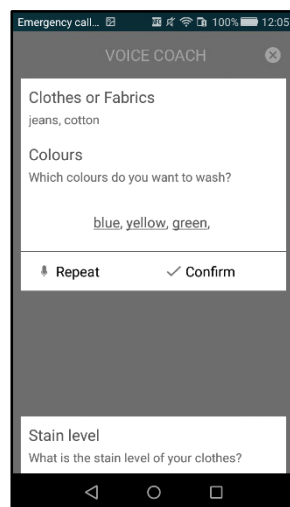 Emergency call... 100% 12:05
VOICE COACH
Clothes or Fabrics
jeans, cotton
Colours
Which colours do you want to wash?
blue, yellow, green,
Repeat Confirm
Stain level
What is the stain level of your clothes?